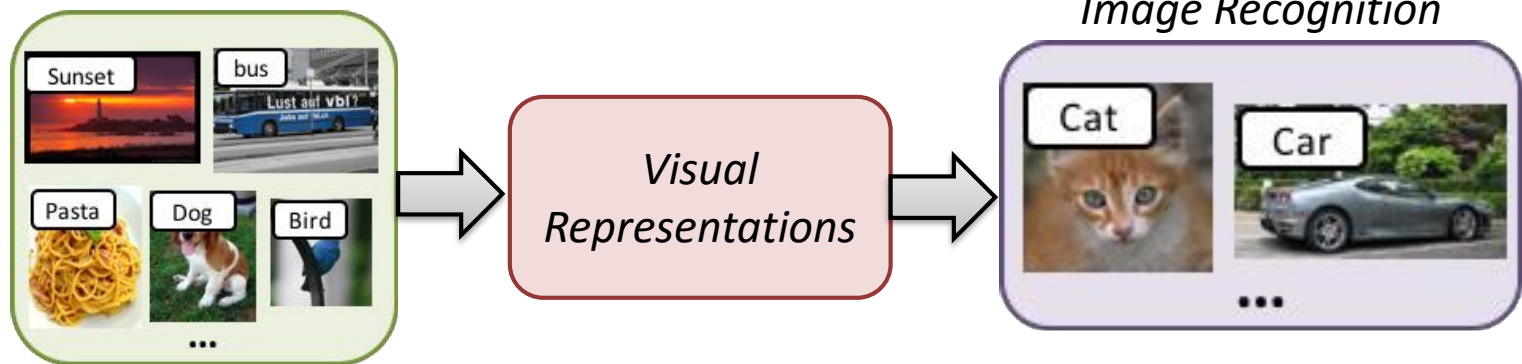 Image Recognition
Sunset
bus
Lust auf vbl?
Pasta
Dog
Bird
...
Visual
Representations
Cat
Car
...